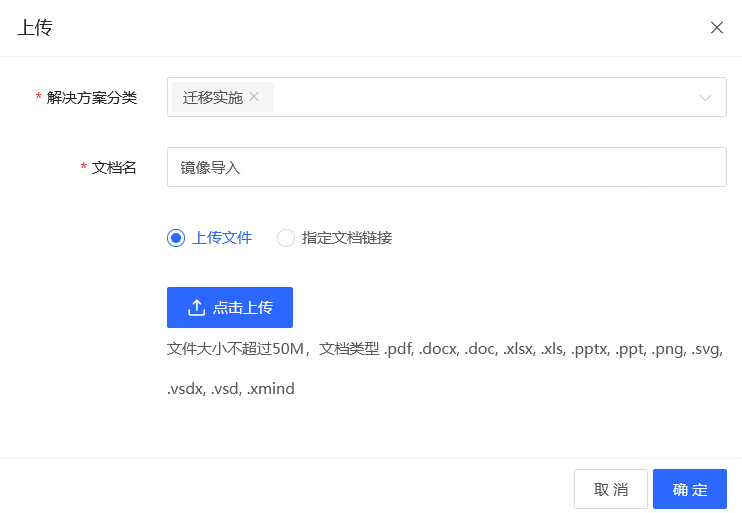 上传
* 解决方案分类
迁移实施
* 文档名
镜像导入
上传文件 指定文档链接
点击上传
文件大小不超过50M，文档类型 .pdf, .docx, .doc, .xlsx, .xls, .pptx, .ppt, .png, .svg,
.vsdx, .vsd, .xmind
取消 确定